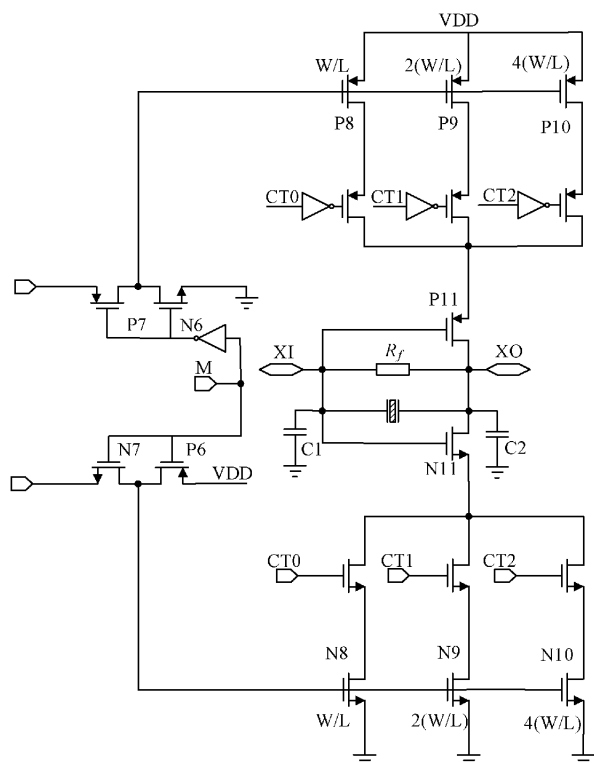 VDD
W/L 2(W/L) 4(W/L)
P8 P9 P10
CT0 CT1 CT2
P11
P7 N6
XI R_f XO
M
C1 C2
N11
N7 P6
VDD
CT0 CT1 CT2
N8 N9 N10
W/L 2(W/L) 4(W/L)